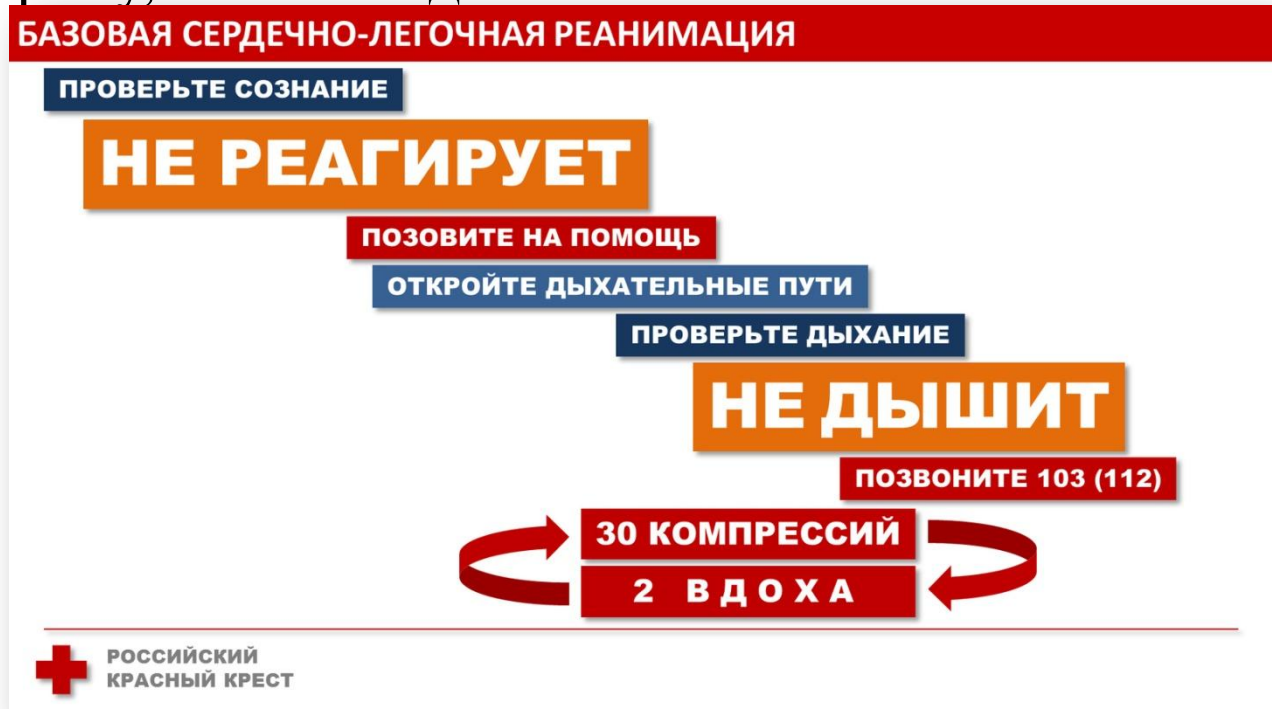 БАЗОВАЯ СЕРДЕЧНО-ЛЕГОЧНАЯ РЕАНИМАЦИЯ
ПРОВЕРЬТЕ СОЗНАНИЕ
НЕ РЕАГИРУЕТ
ПОЗОВИТЕ НА ПОМОЩЬ
ОТКРОЙТЕ ДЫХАТЕЛЬНЫЕ ПУТИ
ПРОВЕРЬТЕ ДЫХАНИЕ
НЕ ДЫШИТ
ПОЗВОНИТЕ 103 (112)
30 КОМПРЕССИЙ
2 ВДОХА
РОССИЙСКИЙ
КРАСНЫЙ КРЕСТ